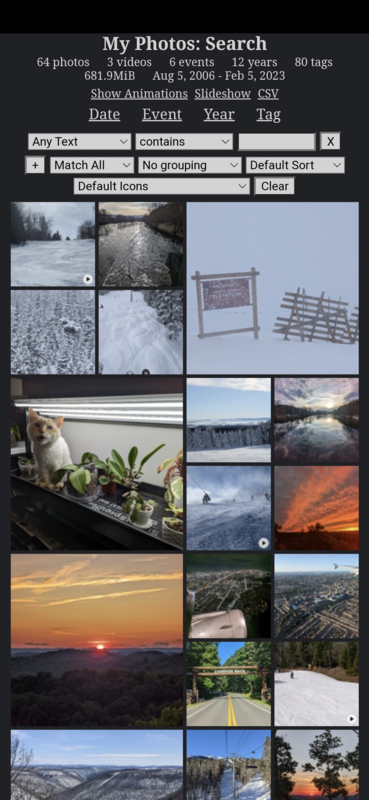 My Photos: Search
64 photos 3 videos 6 events 12 years 80 tags
681.9MiB Aug 5, 2006 - Feb 5, 2023
Show Animations Slideshow CSV
Date Event Year Tag
Any Text contains X
+ Match All No grouping Default Sort
Default Icons Clear